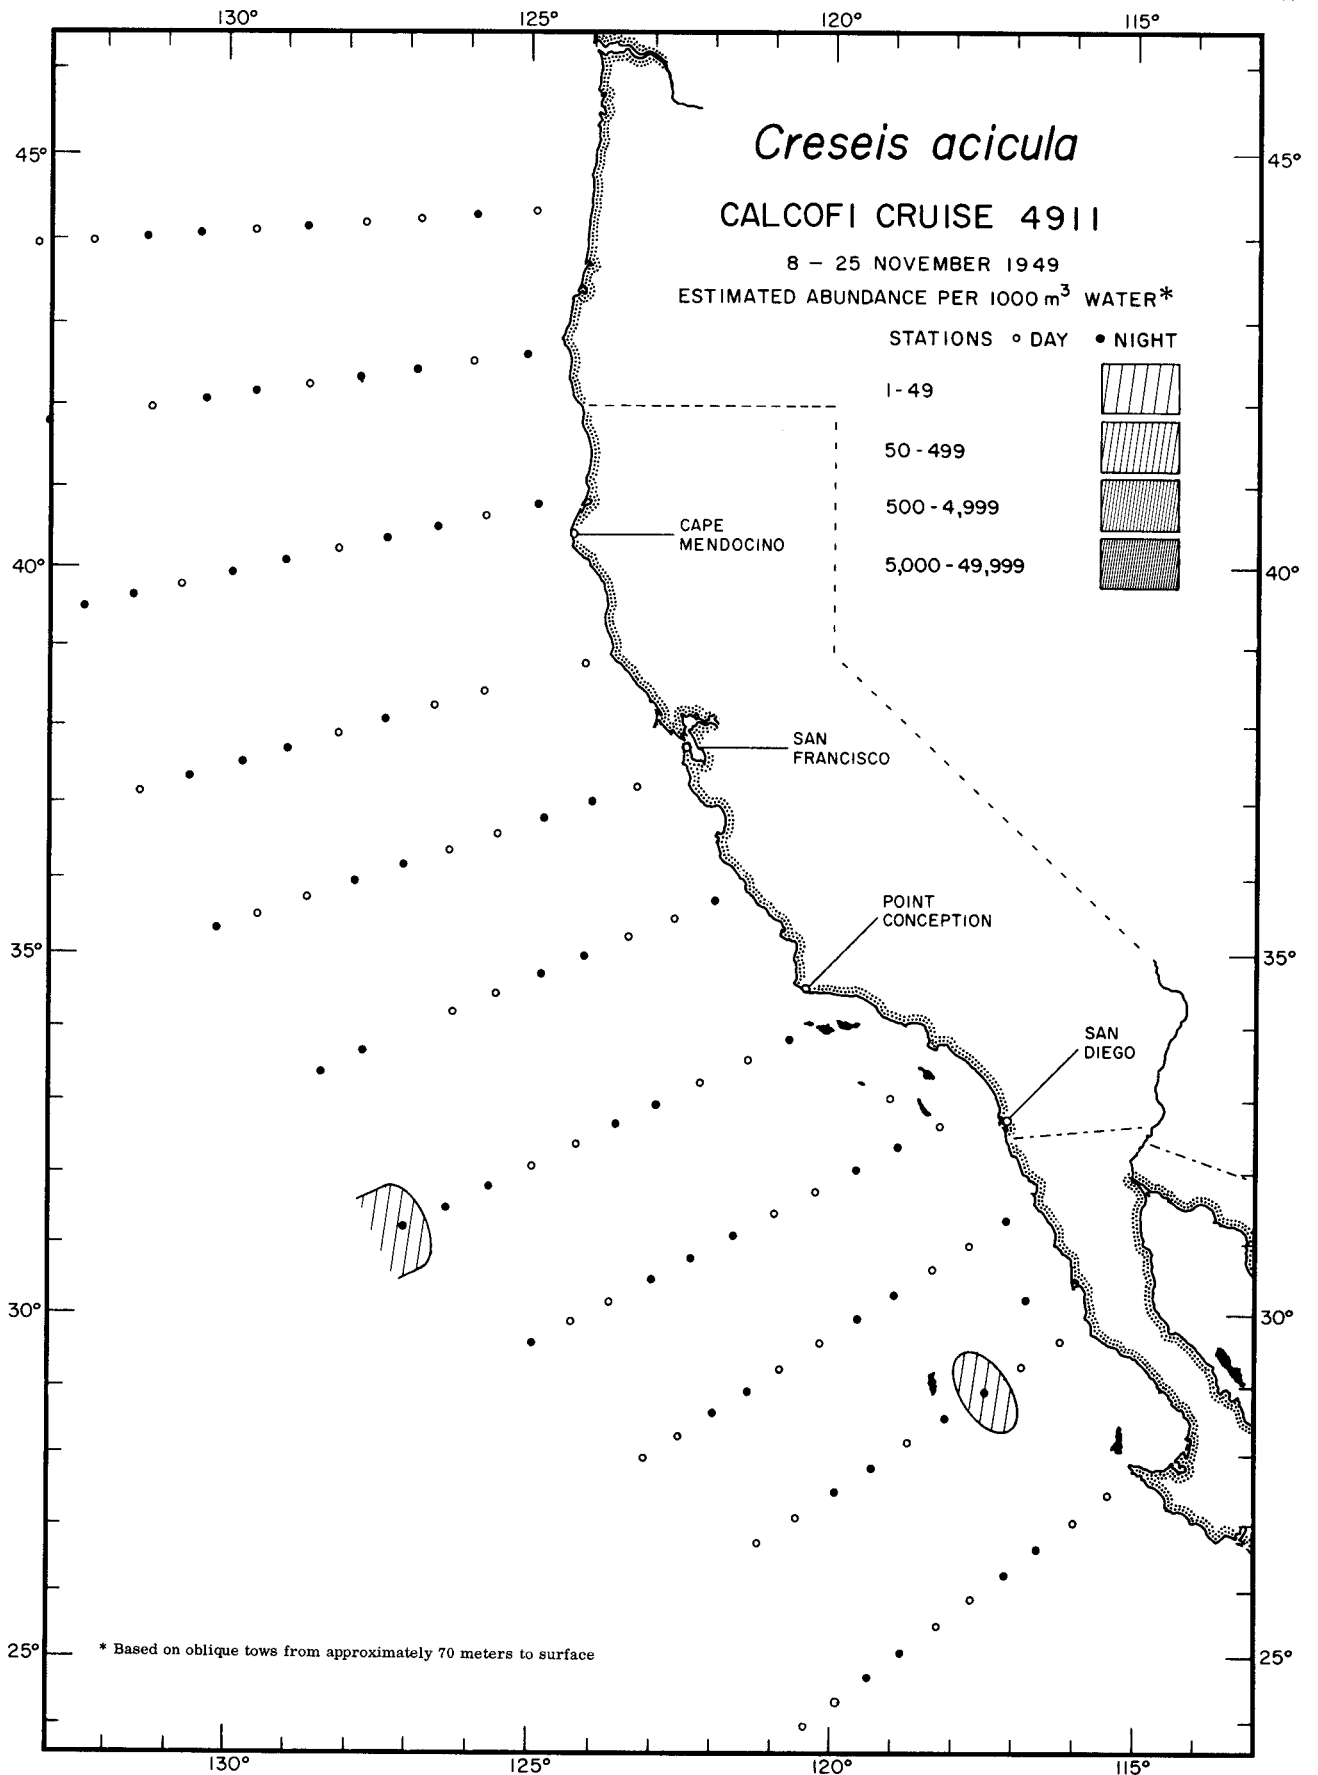 130° 125° 120° 115°
Creseis acicula
45° 45°
CALCOFI CRUISE 4911
8 – 25 NOVEMBER 1949
ESTIMATED ABUNDANCE PER 1000 m³ WATER*
STATIONS ○ DAY ● NIGHT
1-49
50-499
500-4,999
5,000-49,999
CAPE
MENDOCINO
40° 40°
SAN
FRANCISCO
POINT
CONCEPTION
35° 35°
SAN
DIEGO
30° 30°
25° 25°
* Based on oblique tows from approximately 70 meters to surface
130° 125° 120° 115°